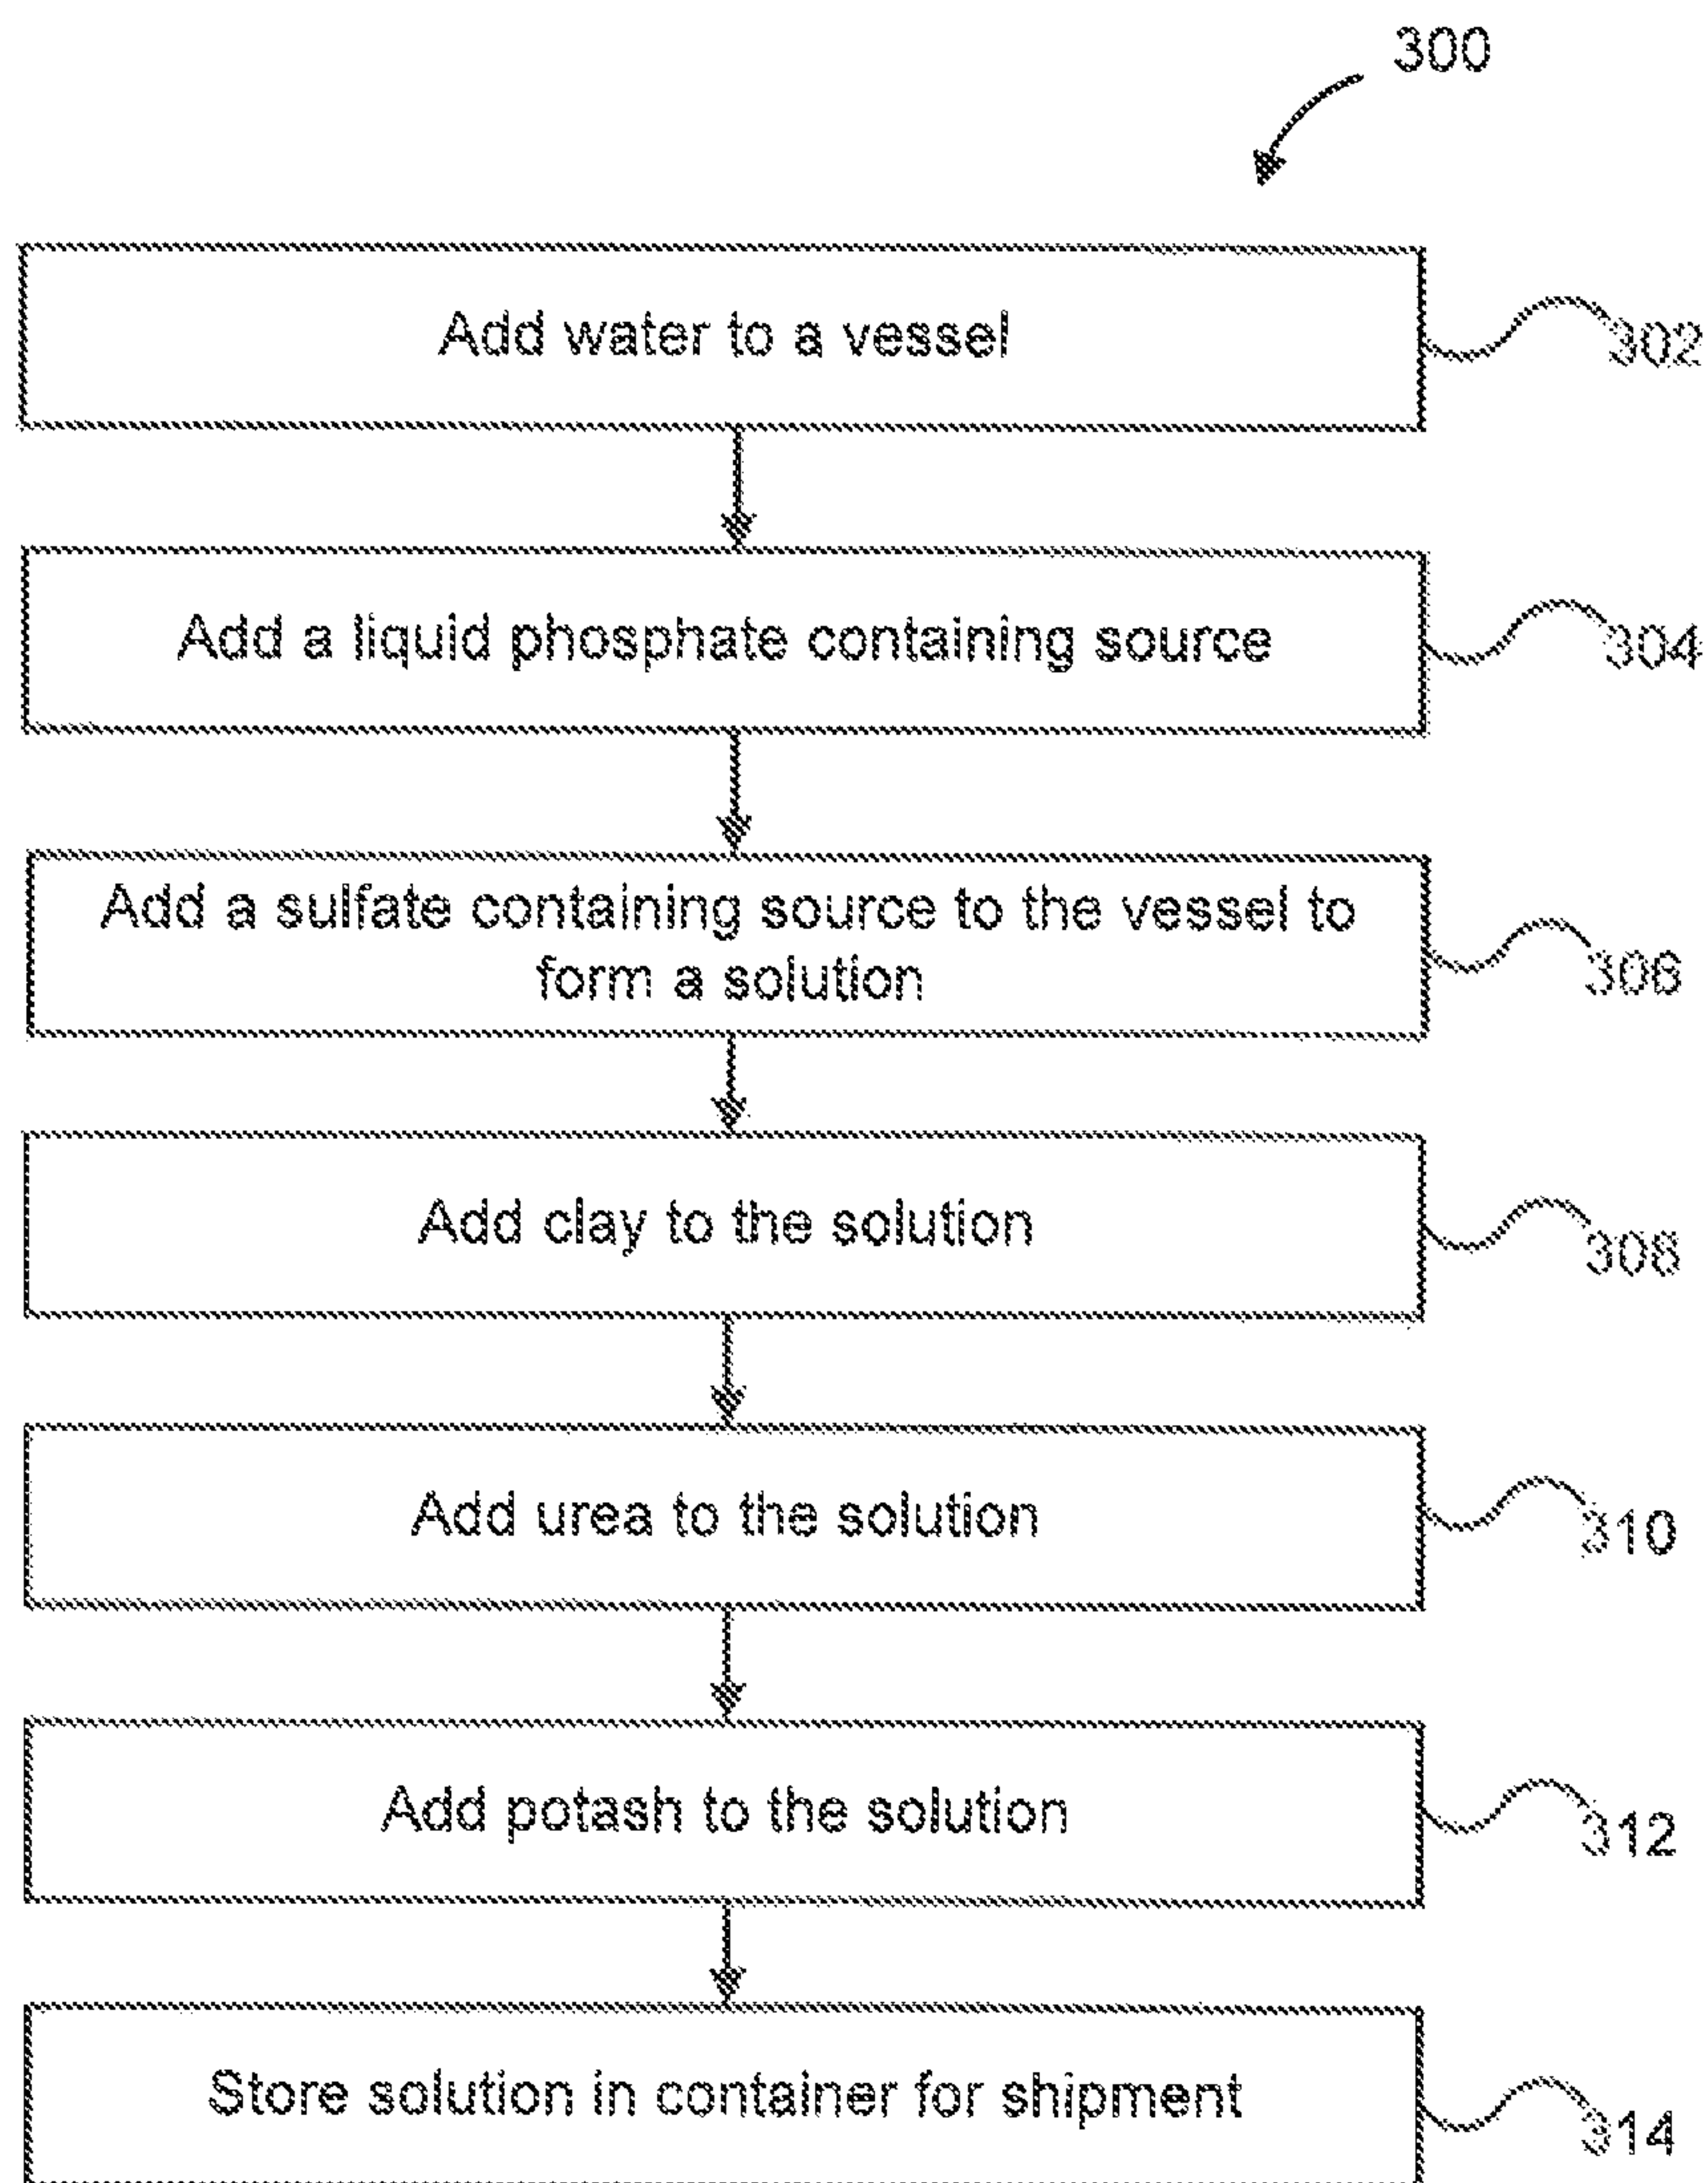 300
Add water to a vessel
302
Add a liquid phosphate containing source
304
Add a sulfate containing source to the vessel to
form a solution
306
Add clay to the solution
308
Add urea to the solution
310
Add potash to the solution
312
Store solution in container for shipment
314